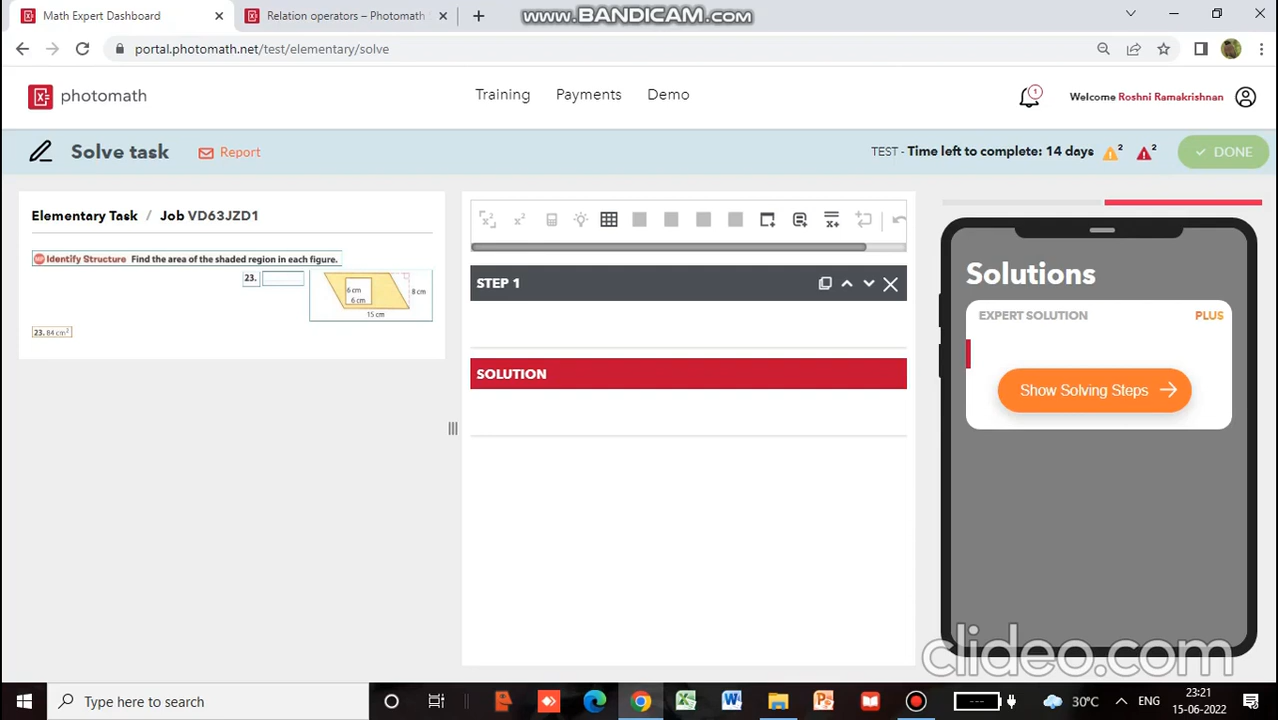 Math Expert Dashboard
Relation operators – Photomath
www.BANDICAM.com
portal.photomath.net/test/elementary/solve
photomath
Training
Payments
Demo
1
Welcome Roshni Ramakrishnan
Solve task
Report
TEST - Time left to complete: 14 days
2
2
DONE
Elementary Task / Job VD63JZD1
Identify Structure Find the area of the shaded region in each figure.
23.
6 cm
6 cm
8 cm
15 cm
23. 84 cm²
STEP 1
SOLUTION
Solutions
EXPERT SOLUTION
PLUS
Show Solving Steps
clideo.com
Type here to search
30°C
ENG
23:21
15-06-2022